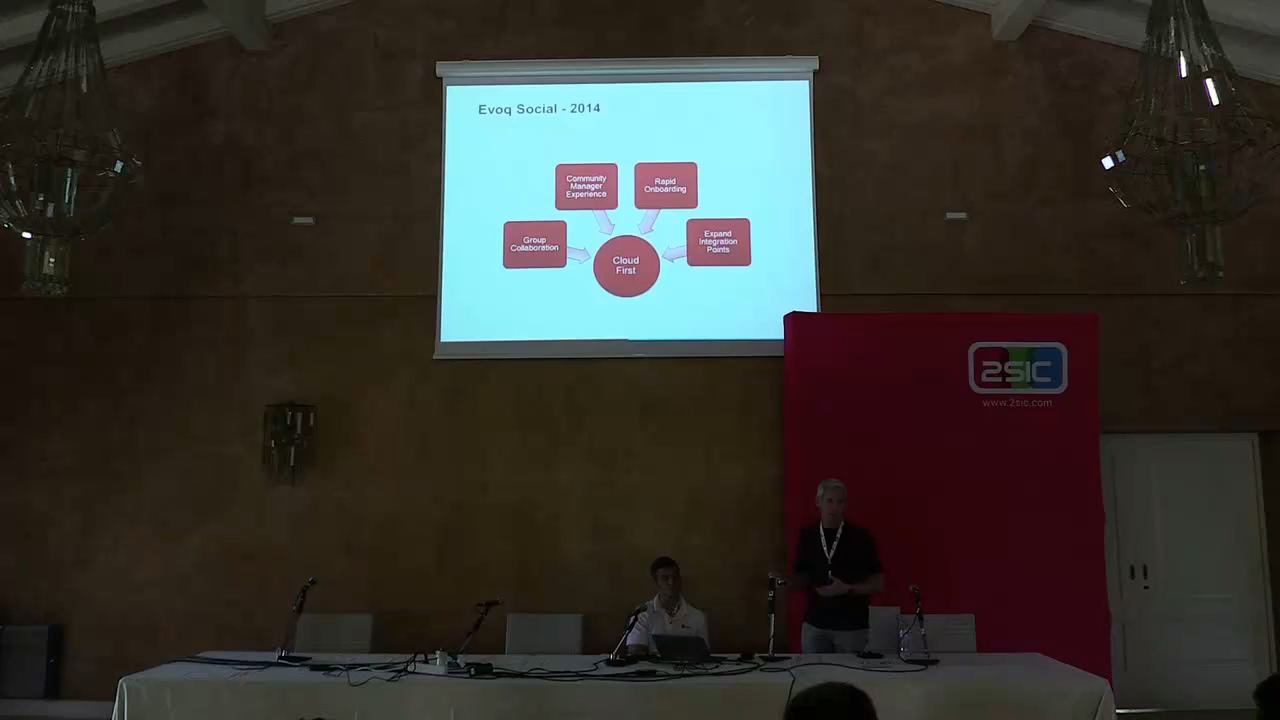 Evoq Social - 2014
Community
Manager
Experience
Rapid
Onboarding
Group
Collaboration
Expand
Integration
Points
Cloud
First
2SIC
www.2sic.com